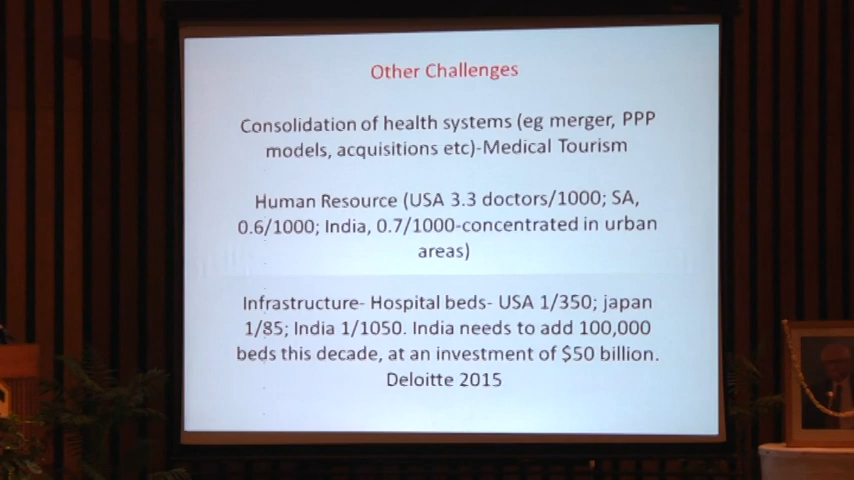 Other Challenges
Consolidation of health systems (eg merger, PPP
models, acquisitions etc)-Medical Tourism
Human Resource (USA 3.3 doctors/1000; SA,
0.6/1000; India, 0.7/1000-concentrated in urban
areas)
Infrastructure- Hospital beds- USA 1/350; japan
1/85; India 1/1050. India needs to add 100,000
beds this decade, at an investment of $50 billion.
Deloitte 2015